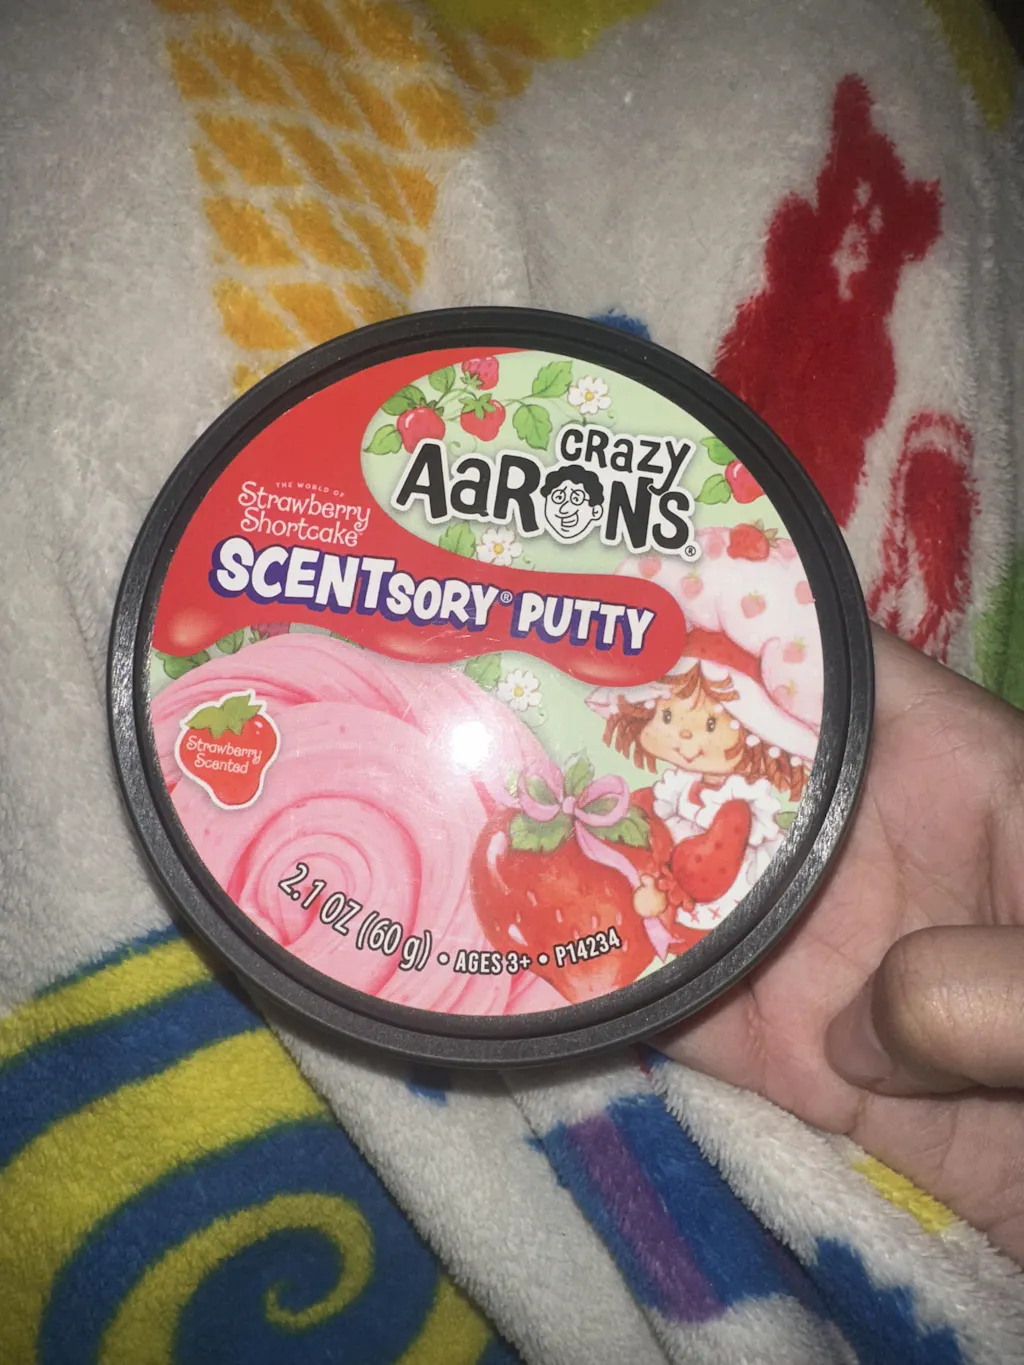 CRAZY
AARONS®
THE WORLD OF
Strawberry
Shortcake
SCENTSORY® PUTTY
Strawberry
Scented
2.1 OZ (60 g) • AGES 3+ • P14234